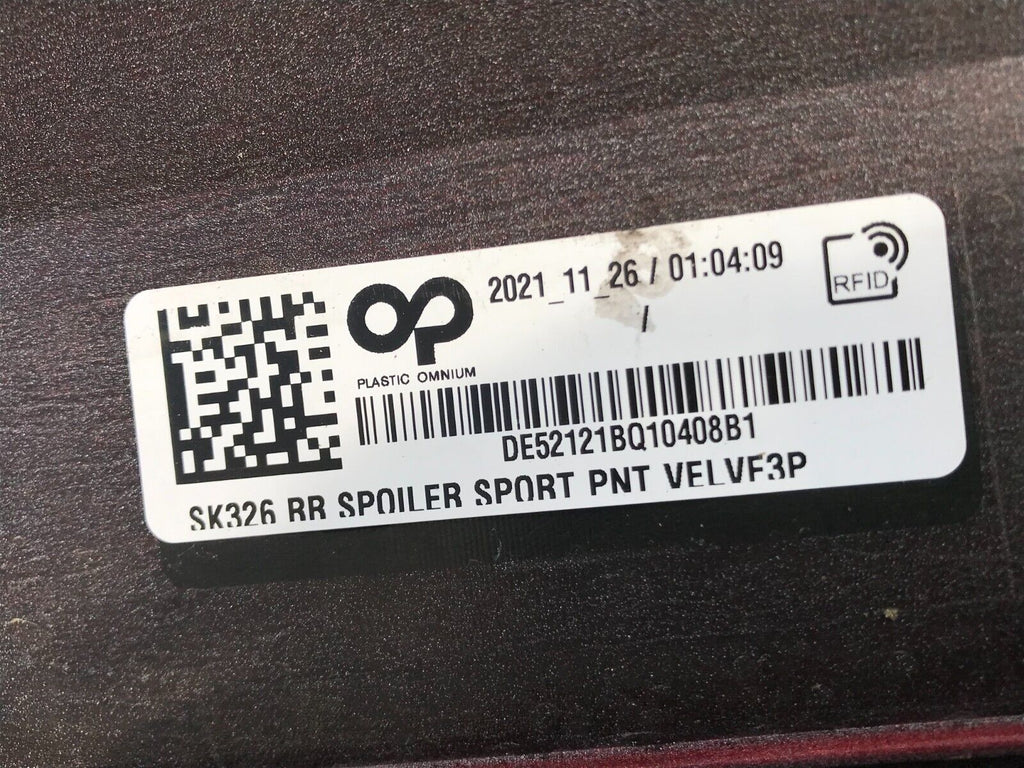 2021_11_26 / 01:04:09
/
RFID
PLASTIC OMNIUM
DE52121BQ10408B1
SK326 RR SPOILER SPORT PNT VELVF3P